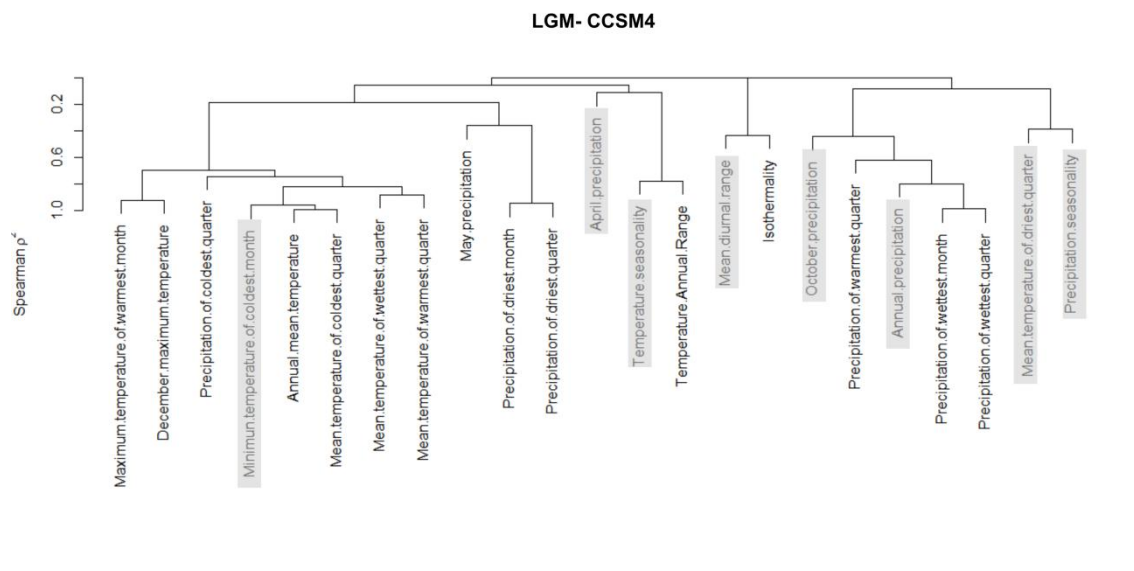 LGM- CCSM4
0.2
0.6
1.0
Spearman ρ²
Maximum.temperature.of.warmest.month
December.maximum.temperature
Precipitation.of.coldest.quarter
Minimun.temperature.of.coldest.month
Annual.mean.temperature
Mean.temperature.of.coldest.quarter
Mean.temperature.of.wettest.quarter
Mean.temperature.of.warmest.quarter
May.precipitation
Precipitation.of.driest.month
Precipitation.of.driest.quarter
April.precipitation
Temperature.seasonality
Temperature.Annual.Range
Mean.diurnal.range
Isothermality
October.precipitation
Precipitation.of.warmest.quarter
Annual.precipitation
Precipitation.of.wettest.month
Precipitation.of.wettest.quarter
Mean.temperature.of.driest.quarter
Precipitation.seasonality